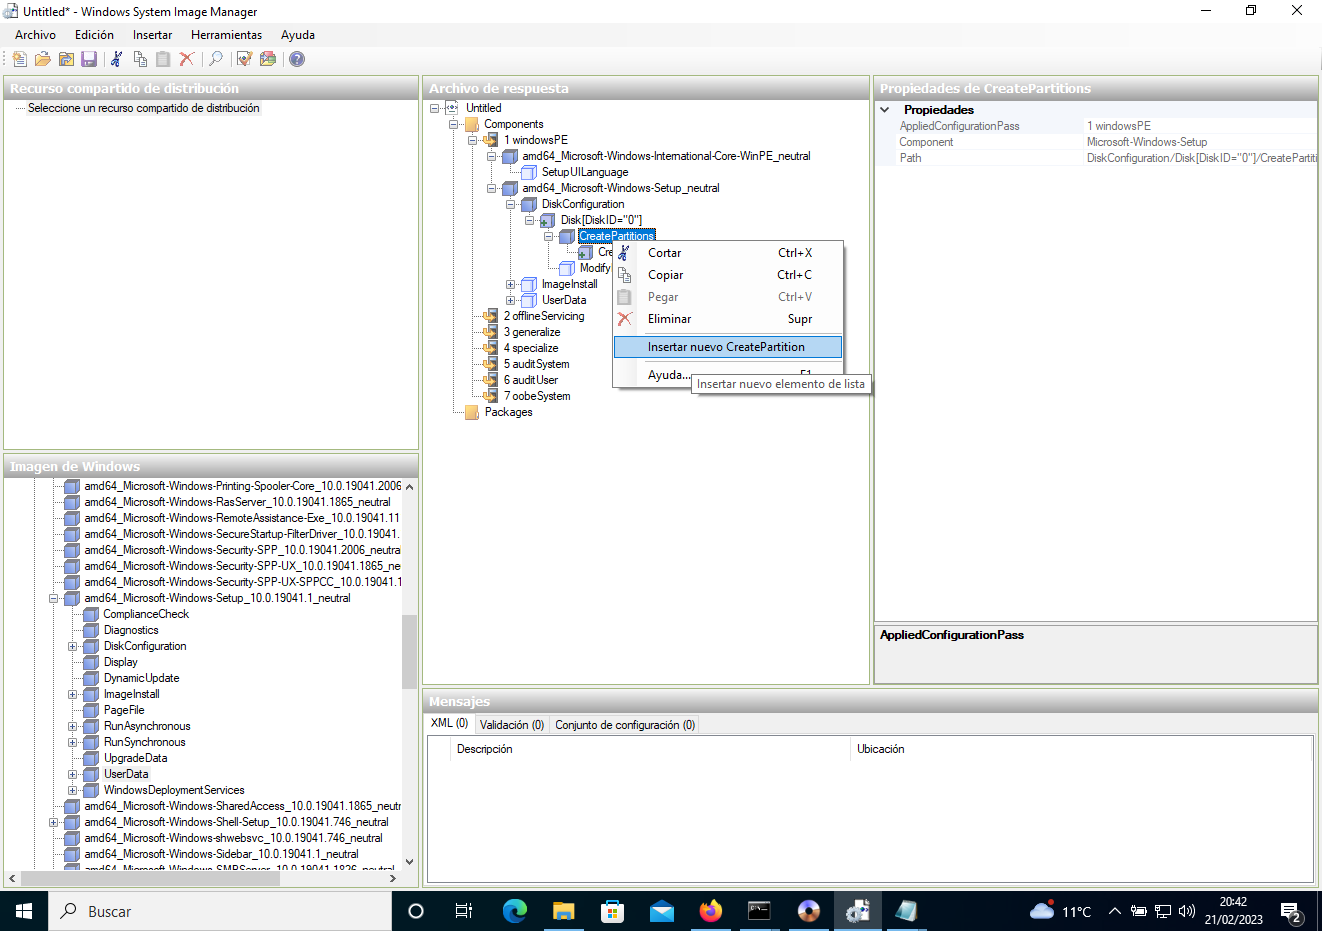 Untitled* - Windows System Image Manager
Archivo Edición Insertar Herramientas Ayuda
Recurso compartido de distribución
Seleccione un recurso compartido de distribución
Imagen de Windows
amd64_Microsoft-Windows-Printing-Spooler-Core_10.0.19041.2006
amd64_Microsoft-Windows-RasServer_10.0.19041.1865_neutral
amd64_Microsoft-Windows-RemoteAssistance-Exe_10.0.19041.11
amd64_Microsoft-Windows-SecureStartup-FilterDriver_10.0.19041.
amd64_Microsoft-Windows-Security-SPP_10.0.19041.2006_neutra
amd64_Microsoft-Windows-Security-SPP-UX_10.0.19041.1865_ne
amd64_Microsoft-Windows-Security-SPP-UX-SPPCC_10.0.19041.1
amd64_Microsoft-Windows-Setup_10.0.19041.1_neutral
ComplianceCheck
Diagnostics
DiskConfiguration
Display
DynamicUpdate
ImageInstall
PageFile
RunAsynchronous
RunSynchronous
UpgradeData
UserData
WindowsDeploymentServices
amd64_Microsoft-Windows-SharedAccess_10.0.19041.1865_neutr
amd64_Microsoft-Windows-Shell-Setup_10.0.19041.746_neutral
amd64_Microsoft-Windows-shwebsvc_10.0.19041.746_neutral
amd64_Microsoft-Windows-Sidebar_10.0.19041.1_neutral
amd64_Microsoft-Windows-SMBServer_10.0.19041.1826_neutral
Archivo de respuesta
Untitled
Components
1 windowsPE
amd64_Microsoft-Windows-International-Core-WinPE_neutral
SetupUILanguage
amd64_Microsoft-Windows-Setup_neutral
DiskConfiguration
Disk[DiskID="0"]
CreatePartitions
Cre
Modify
ImageInstall
UserData
2 offlineServicing
3 generalize
4 specialize
5 auditSystem
6 auditUser
7 oobeSystem
Packages
Cortar Ctrl+X
Copiar Ctrl+C
Pegar Ctrl+V
Eliminar Supr
Insertar nuevo CreatePartition
Ayuda... F1
Insertar nuevo elemento de lista
Propiedades de CreatePartitions
Propiedades
AppliedConfigurationPass 1 windowsPE
Component Microsoft-Windows-Setup
Path DiskConfiguration/Disk[DiskID="0"]/CreatePartiti
AppliedConfigurationPass
Mensajes
XML (0) Validación (0) Conjunto de configuración (0)
Descripción Ubicación
Buscar
11°C
20:42
21/02/2023
2